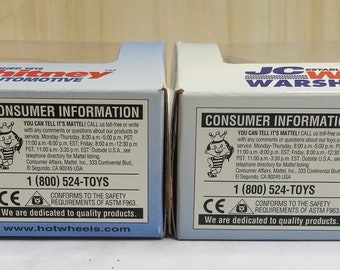 Whitney
AUTOMOTIVE
CONSUMER INFORMATION
YOU CAN TELL IT'S MATTEL! CALL us toll-free or write
with any comments or questions about our products or
service. Monday-Thursday, 8:00 a.m.-5:00 p.m. PST,
11:00 a.m.-8:00 p.m. EST, Friday, 8:00 a.m.-12:30 p.m.
PST, 11:00 a.m.-3:30 p.m. EST. Outside U.S.A., see
telephone directory for Mattel listing.
Consumer Affairs, Mattel, Inc., 333 Continental Blvd.,
El Segundo, CA 90245 USA
1 (800) 524-TOYS
CE
CONFORMS TO THE SAFETY
REQUIREMENTS OF ASTM F963.
We are dedicated to quality products.
www.hotwheels.com
JC
ESTABL
W
WARSH
CONSUMER INFORMATION
YOU CAN TELL IT'S MATTEL! CALL us toll-free or write
with any comments or questions about our toys or
service. Monday-Thursday, 8:00 a.m.-5:00 p.m. PST,
11:00 a.m.-8:00 p.m. EST, Friday, 8:00 a.m.-12:30 p.m.
PST, 11:00 a.m.-3:30 p.m. EST. Outside U.S.A., see
telephone directory for Mattel listing.
Consumer Affairs, Mattel, Inc., 333 Continental Blvd.
El Segundo, CA 90245 USA
1 (800) 524-TOYS
CE
CONFORMS TO THE SAFETY
REQUIREMENTS OF ASTM F963.
We are dedicated to quality products.